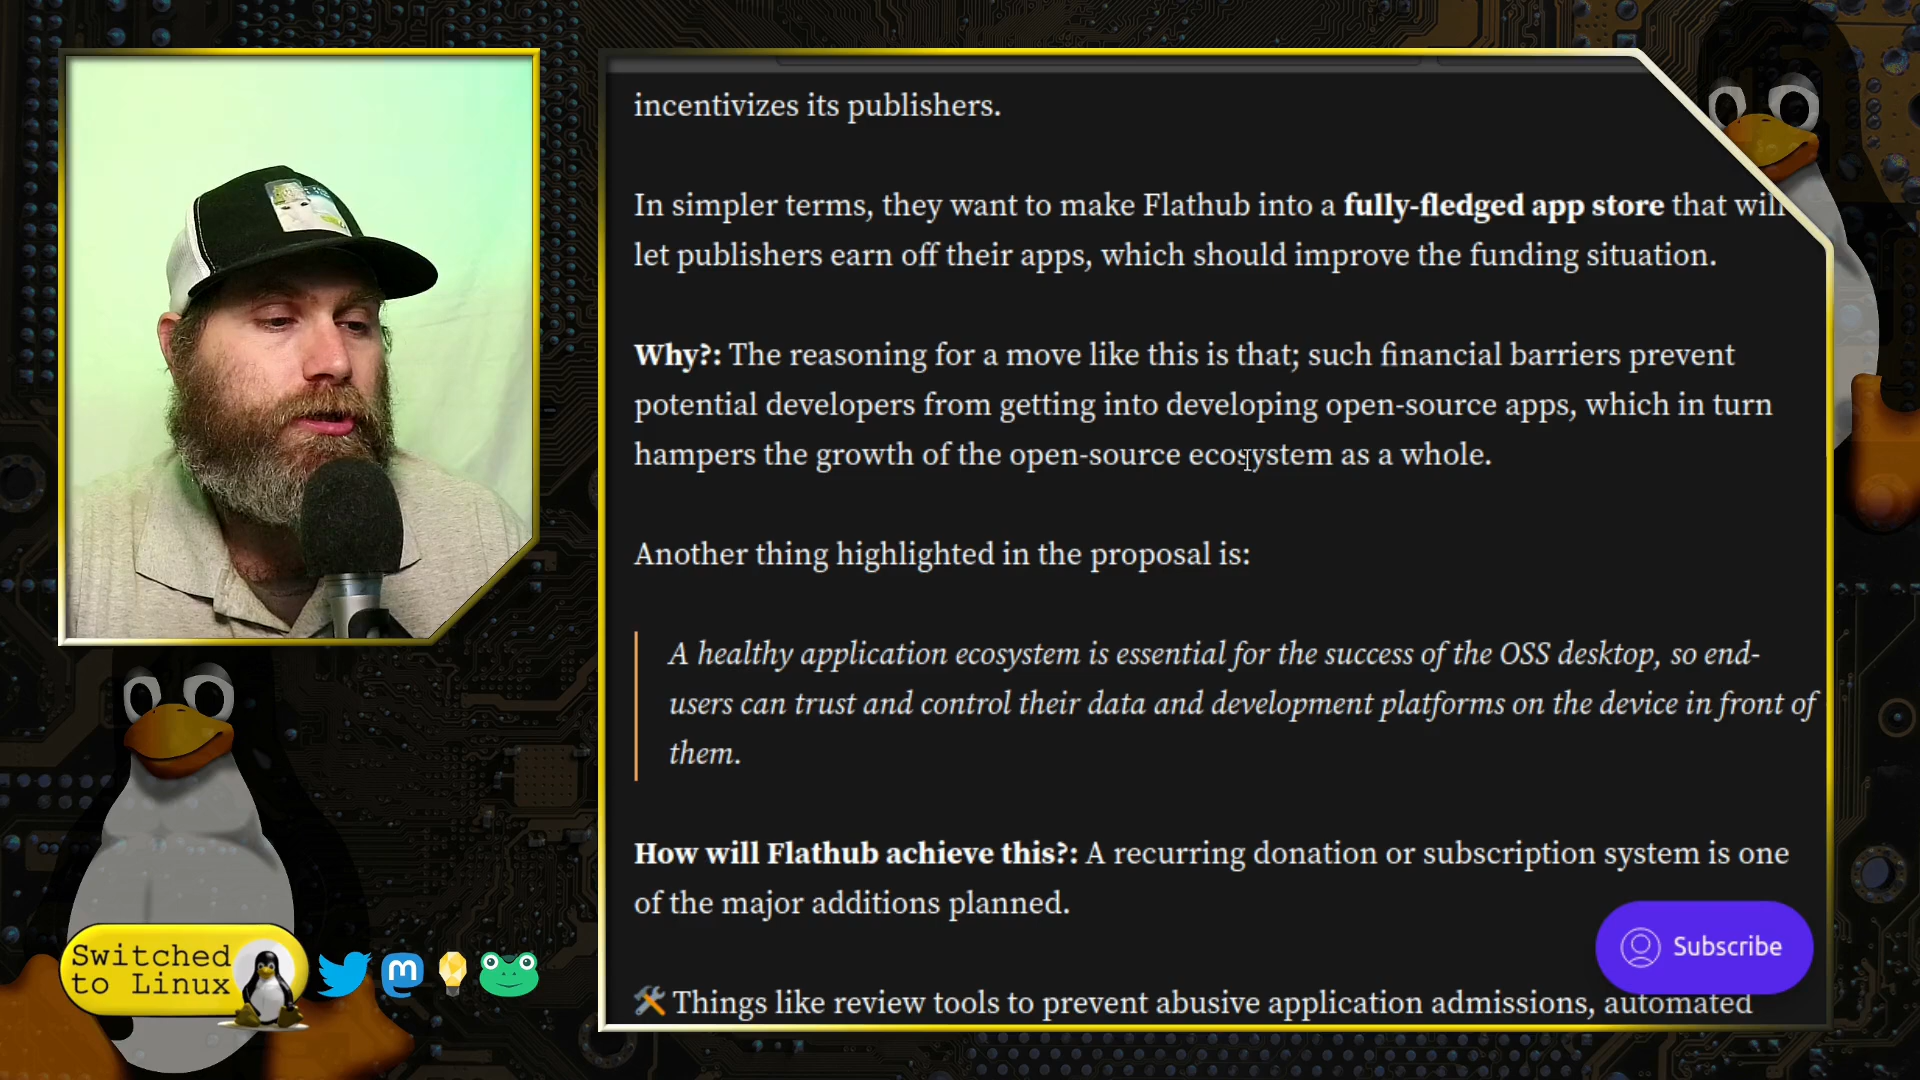 incentivizes its publishers.
In simpler terms, they want to make Flathub into a fully-fledged app store that will
let publishers earn off their apps, which should improve the funding situation.
Why?: The reasoning for a move like this is that; such financial barriers prevent
potential developers from getting into developing open-source apps, which in turn
hampers the growth of the open-source ecosystem as a whole.
Another thing highlighted in the proposal is:
A healthy application ecosystem is essential for the success of the OSS desktop, so end-
users can trust and control their data and development platforms on the device in front of
them.
How will Flathub achieve this?: A recurring donation or subscription system is one
of the major additions planned.
Subscribe
🛠 Things like review tools to prevent abusive application admissions, automated
Switched
to Linux